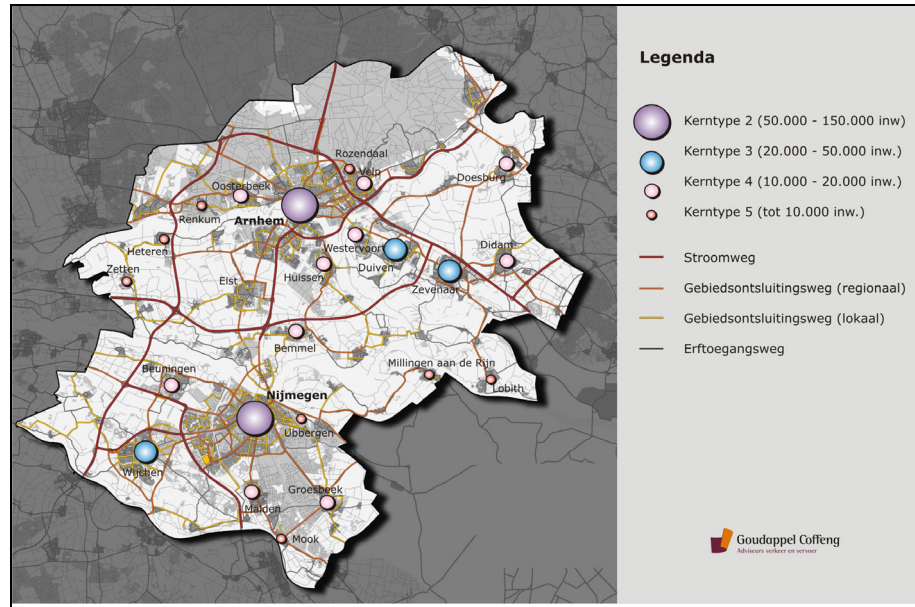 Legenda
Kerntype 2 (50.000 - 150.000 inw)
Kerntype 3 (20.000 - 50.000 inw.)
Kerntype 4 (10.000 - 20.000 inw.)
Kerntype 5 (tot 10.000 inw.)
Stroomweg
Gebiedsontsluitingsweg (regionaal)
Gebiedsontsluitingsweg (lokaal)
Erftoegangsweg
Goudappel Coffeng
Adviseurs verkeer en vervoer
Rozendaal
Velp
Doesburg
Oosterbeek
Renkum
Arnhem
Heteren
Westervoort
Duiven
Didam
Zetten
Elst
Huissen
Zevenaar
Bemmel
Millingen aan de Rijn
Lobith
Beuningen
Nijmegen
Ubbergen
Wijchen
Malden
Groesbeek
Mook